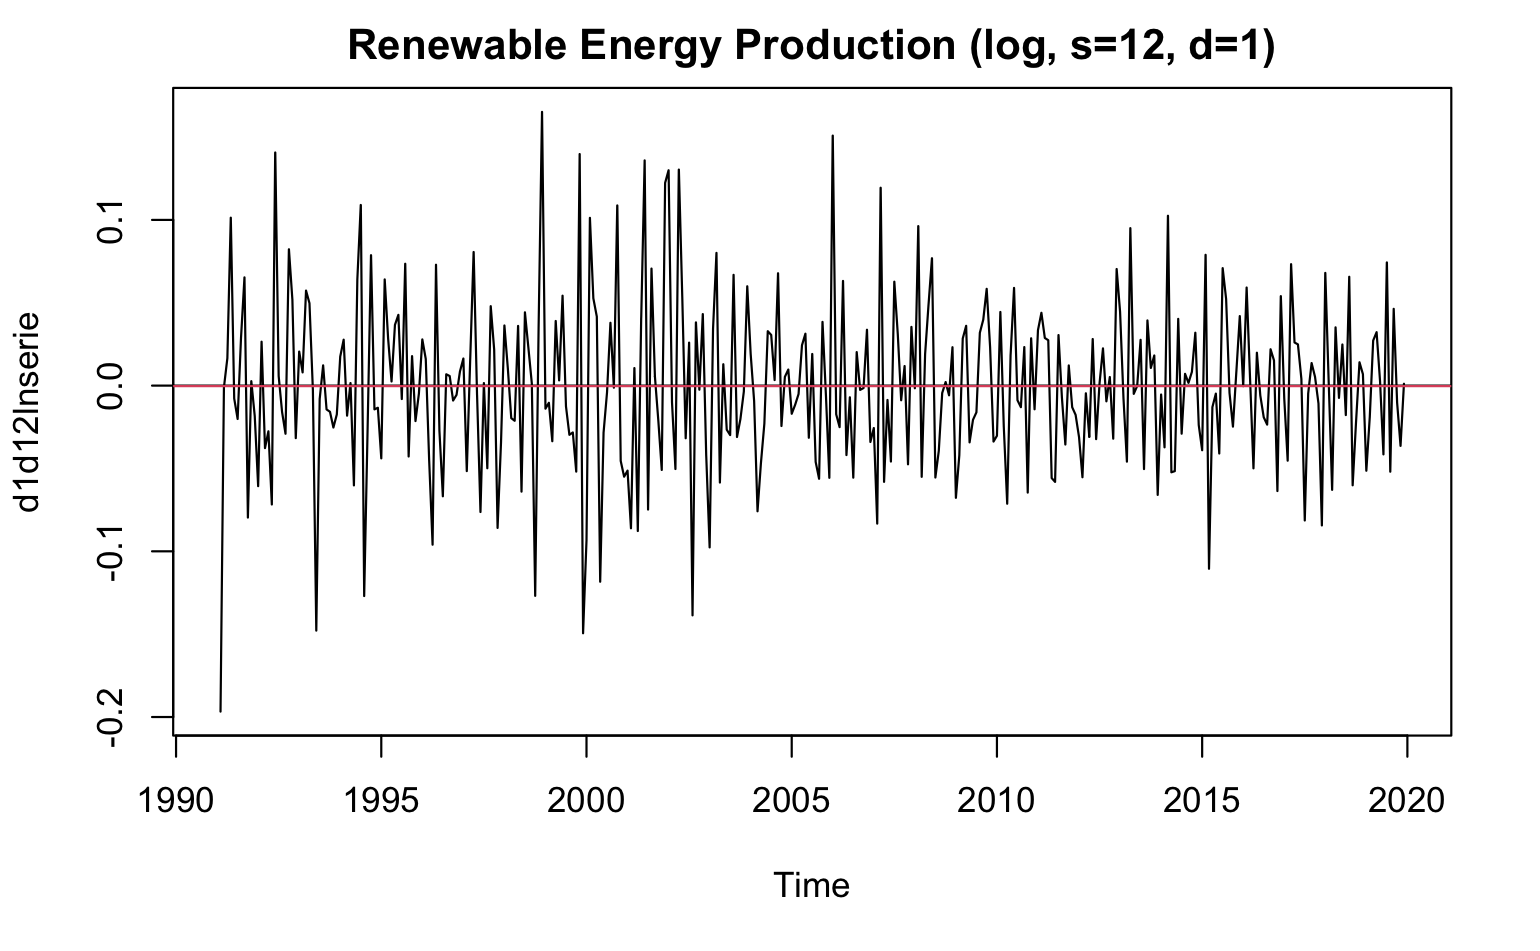 Renewable Energy Production (log, s=12, d=1)
d1d12lnserie
0.1
0.0
-0.1
-0.2
1990 1995 2000 2005 2010 2015 2020
Time